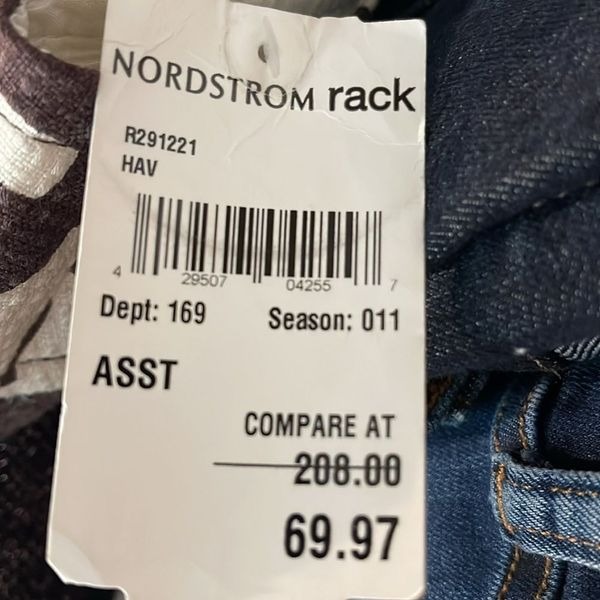 NORDSTROM rack
R291221
HAV
4 29507 04255 7
Dept: 169 Season: 011
ASST
COMPARE AT
208.00
69.97